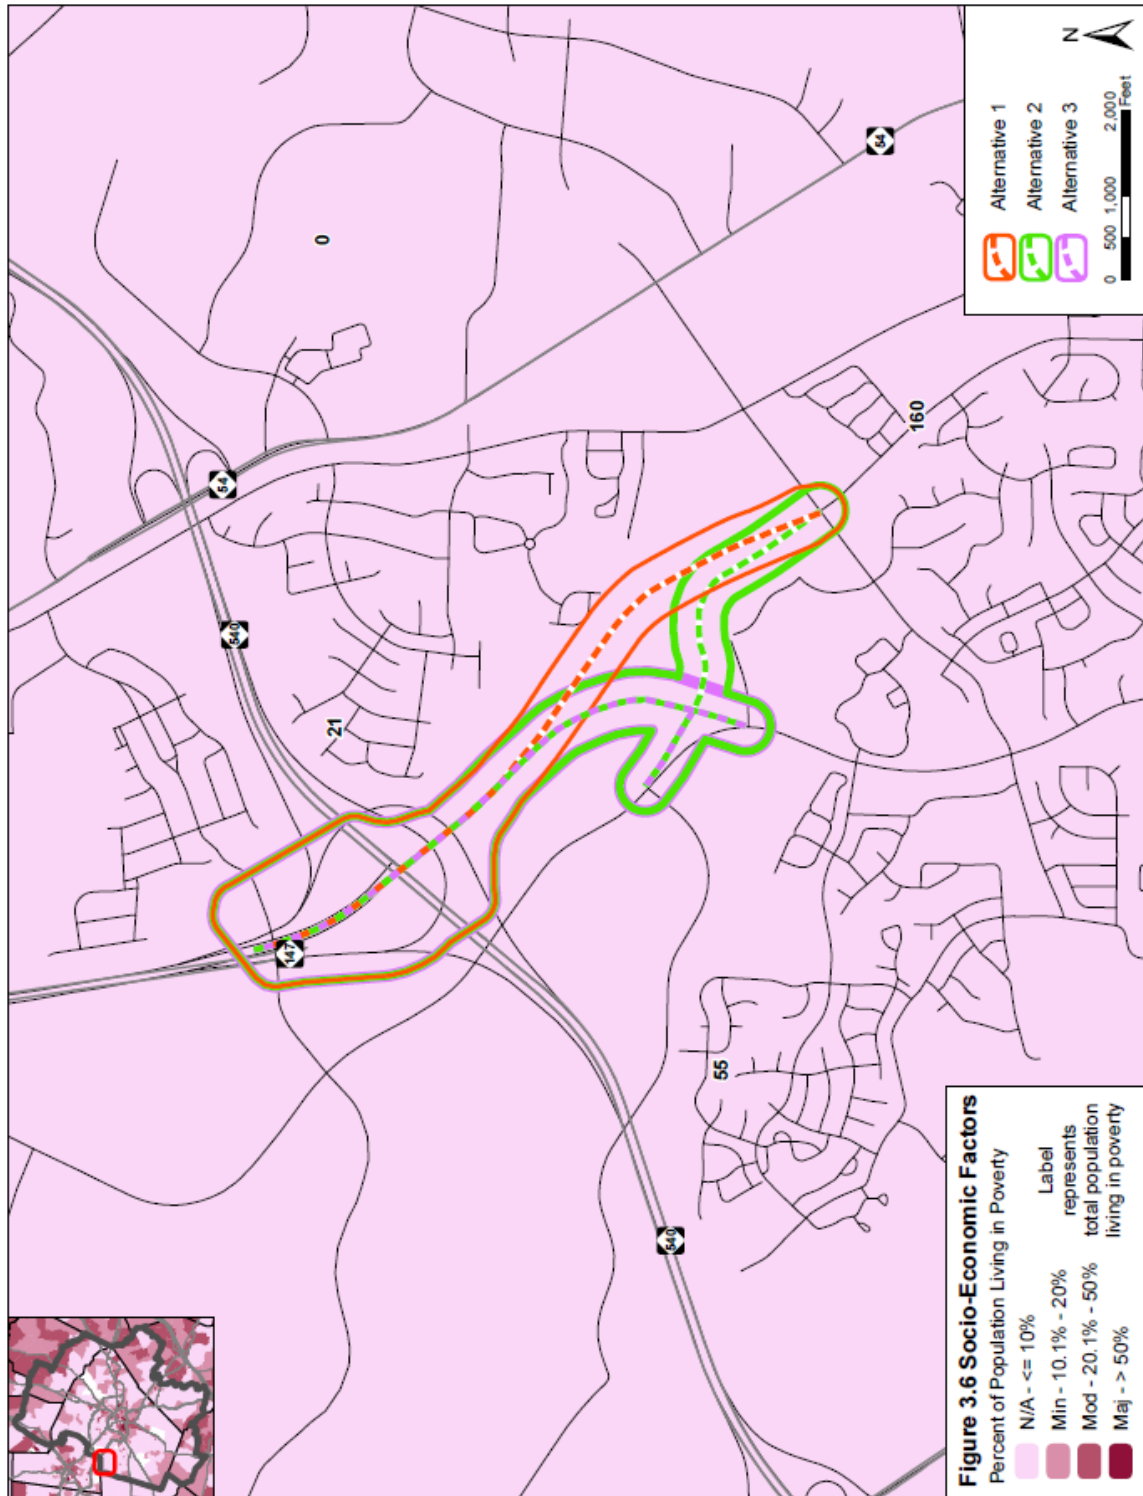 54
0
540
54
21
147
160
55
540
Figure 3.6 Socio-Economic Factors
Percent of Population Living in Poverty
N/A - <= 10%
Min - 10.1% - 20%
Mod - 20.1% - 50%
Maj - > 50%
Label
represents
total population
living in poverty
Alternative 1
Alternative 2
Alternative 3
N
0 500 1,000 2,000
Feet